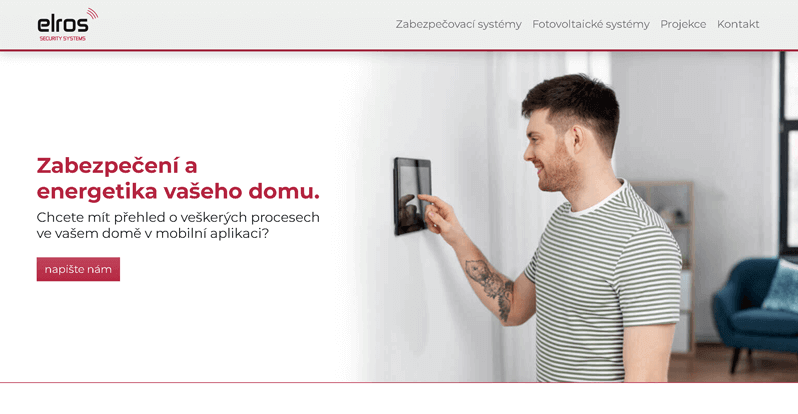 elros
SECURITY SYSTEMS
Zabezpečovací systémy Fotovoltaické systémy Projekce Kontakt
Zabezpečení a
energetika vašeho domu.
Chcete mít přehled o veškerých procesech
ve vašem domě v mobilní aplikaci?
napište nám